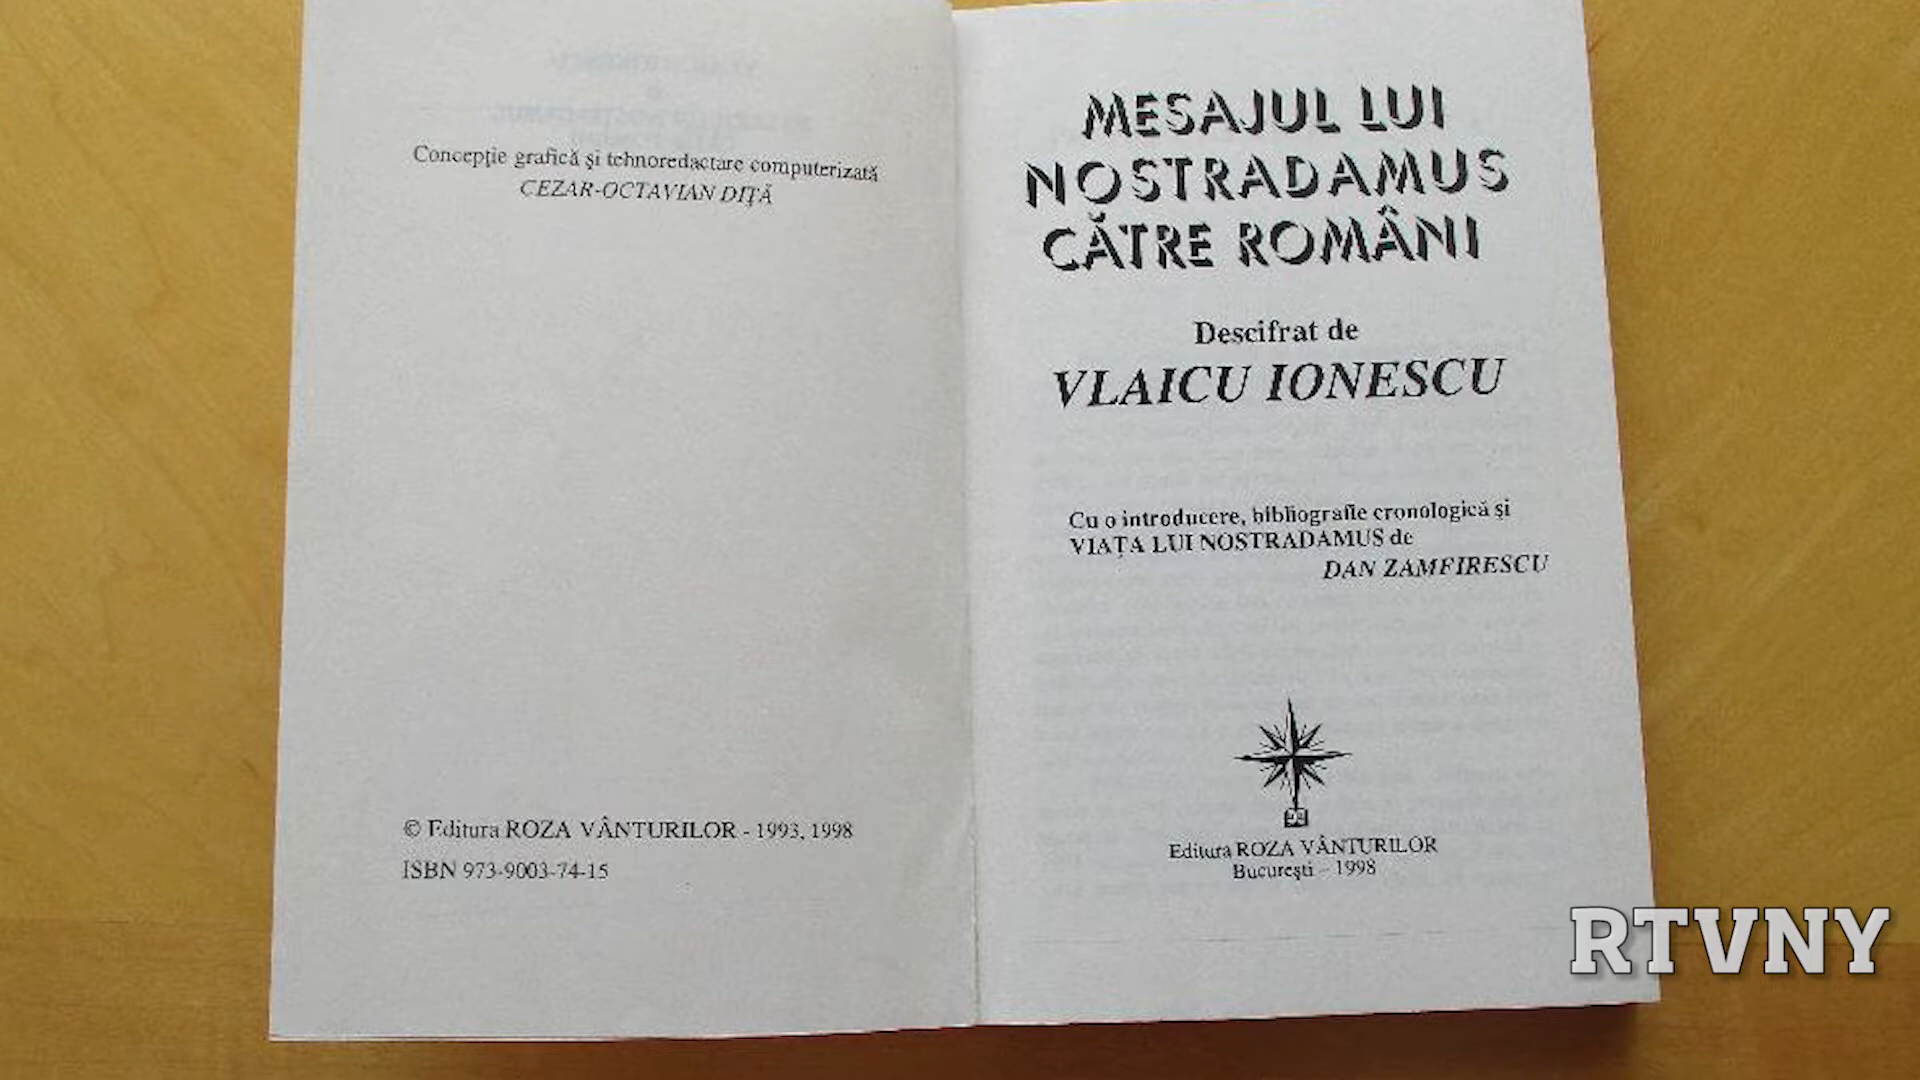 Concepţie grafică şi tehnoredactare computerizată
CEZAR-OCTAVIAN DIŢĂ
© Editura ROZA VÂNTURILOR - 1993, 1998
ISBN 973-9003-74-15
MESAJUL LUI
NOSTRADAMUS
CĂTRE ROMÂNI
Descifrat de
VLAICU IONESCU
Cu o introducere, bibliografie cronologică şi
VIAŢA LUI NOSTRADAMUS de
DAN ZAMFIRESCU
Editura ROZA VÂNTURILOR
Bucureşti – 1998
RTVNY